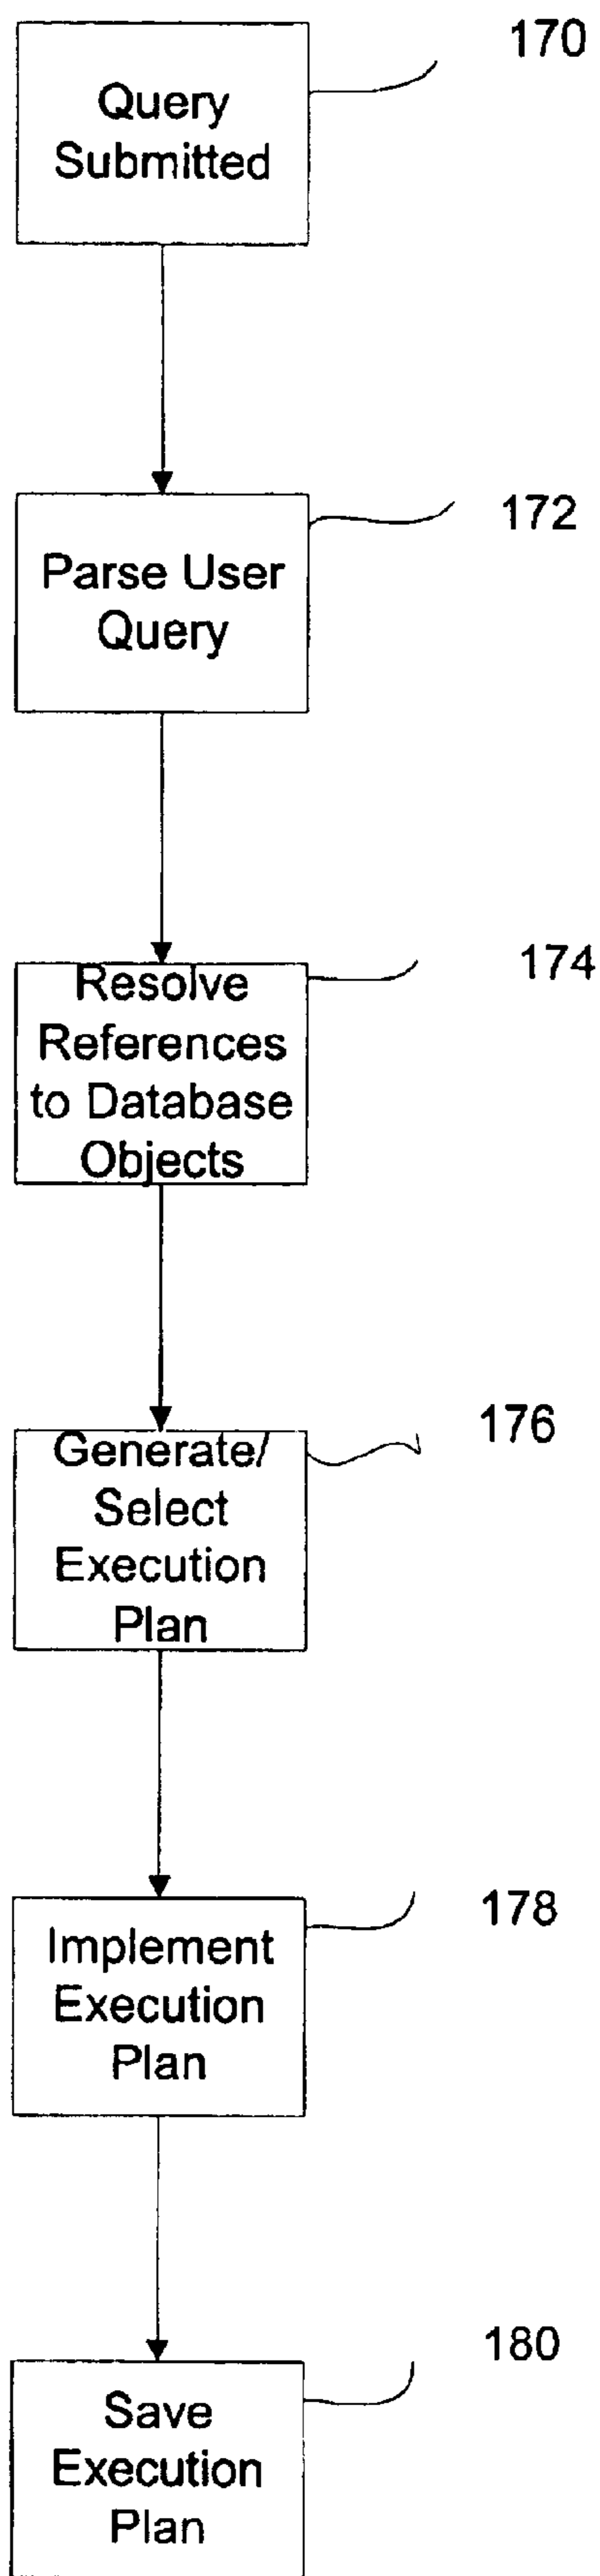 170
Query
Submitted
172
Parse User
Query
174
Resolve
References
to Database
Objects
176
Generate/
Select
Execution
Plan
178
Implement
Execution
Plan
180
Save
Execution
Plan